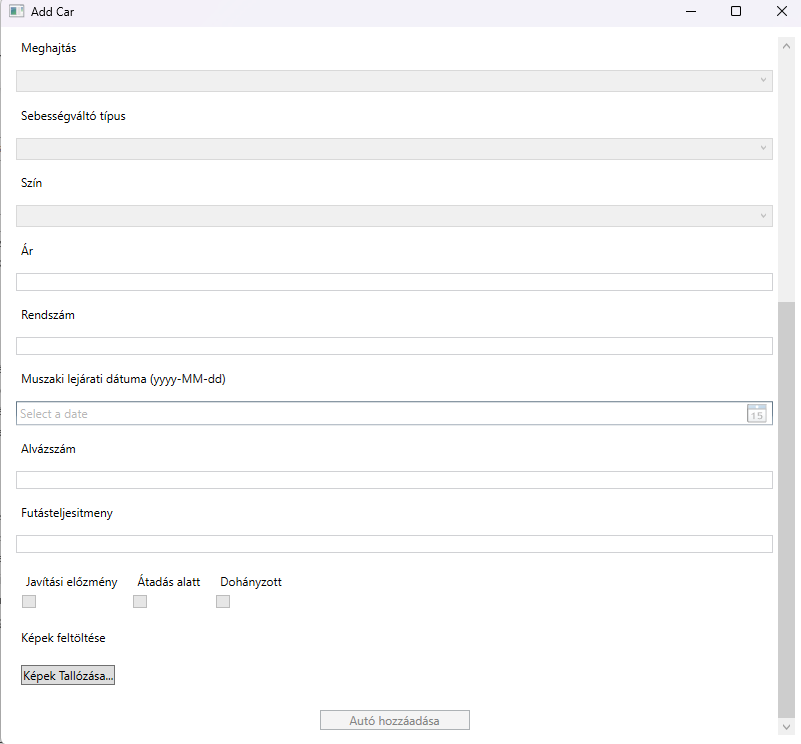 Add Car
Meghajtás
Sebességváltó típus
Szín
Ár
Rendszám
Muszaki lejárati dátuma (yyyy-MM-dd)
Select a date
15
Alvázszám
Futásteljesitmeny
Javítási előzmény Átadás alatt Dohányzott
Képek feltöltése
Képek Tallózása...
Autó hozzáadása